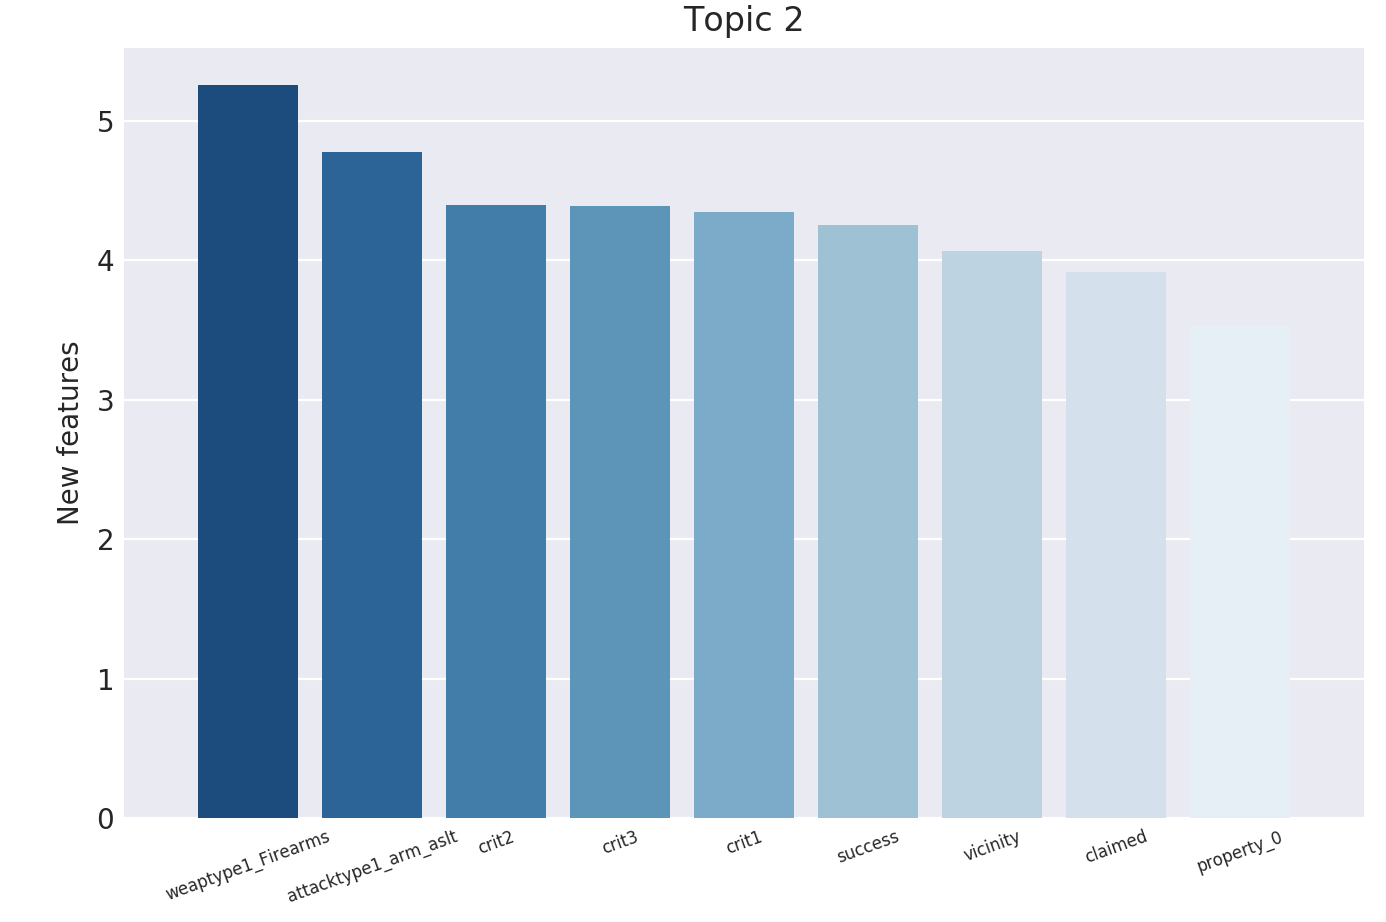 Topic 2
New features
5
4
3
2
1
0
weaptype1_Firearms
attacktype1_arm_aslt
crit2
crit3
crit1
success
vicinity
claimed
property_0